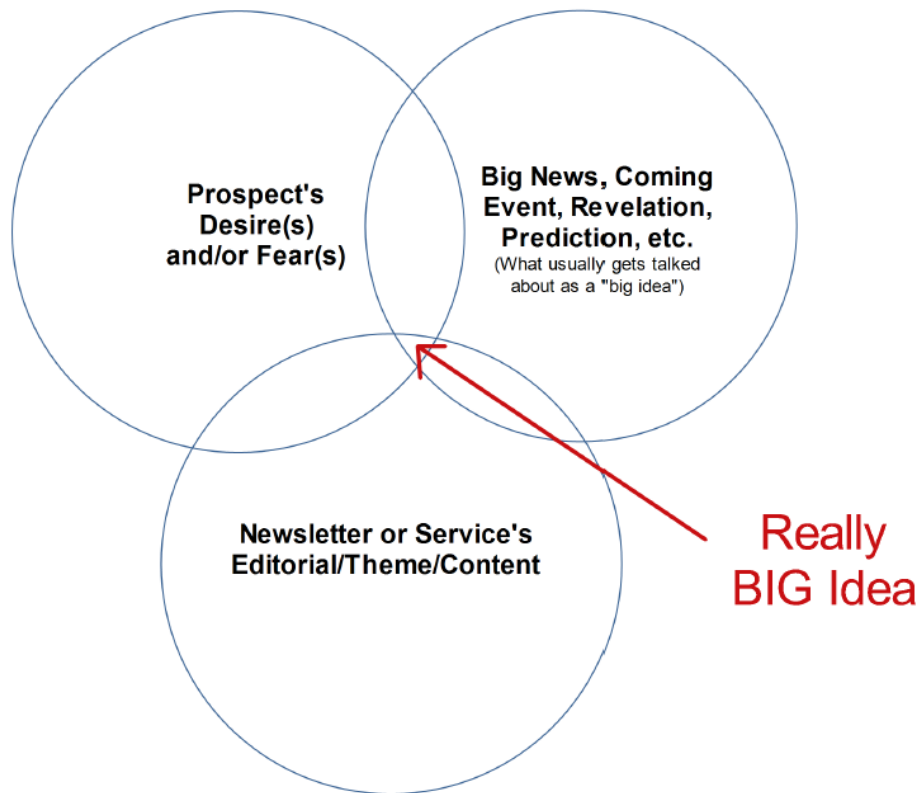 Prospect's
Desire(s)
and/or Fear(s)
Big News, Coming
Event, Revelation,
Prediction, etc.
(What usually gets talked
about as a "big idea")
Newsletter or Service's
Editorial/Theme/Content
Really
BIG Idea